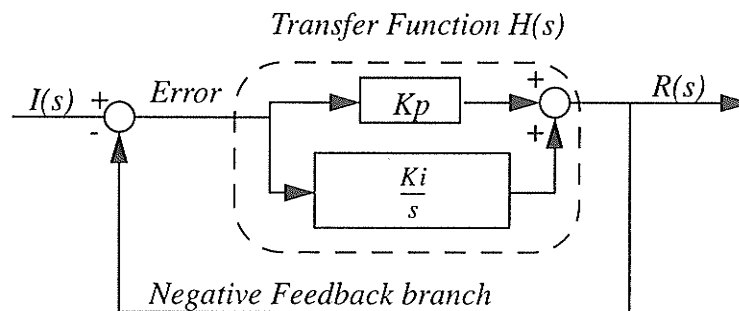 Transfer Function H(s)
I(s)
+
-
Error
Kp
+
+
R(s)
Ki
s
Negative Feedback branch